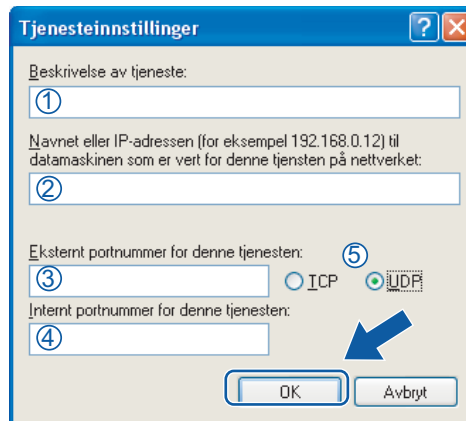 Tjenesteinnstillinger
Beskrivelse av tjeneste:
①
Navnet eller IP-adressen (for eksempel 192.168.0.12) til
datamaskinen som er vert for denne tjensten på nettverket:
②
Eksternt portnummer for denne tjenesten:
⑤
③
TCP
UDP
Internt portnummer for denne tjenesten:
④
OK
Avbryt